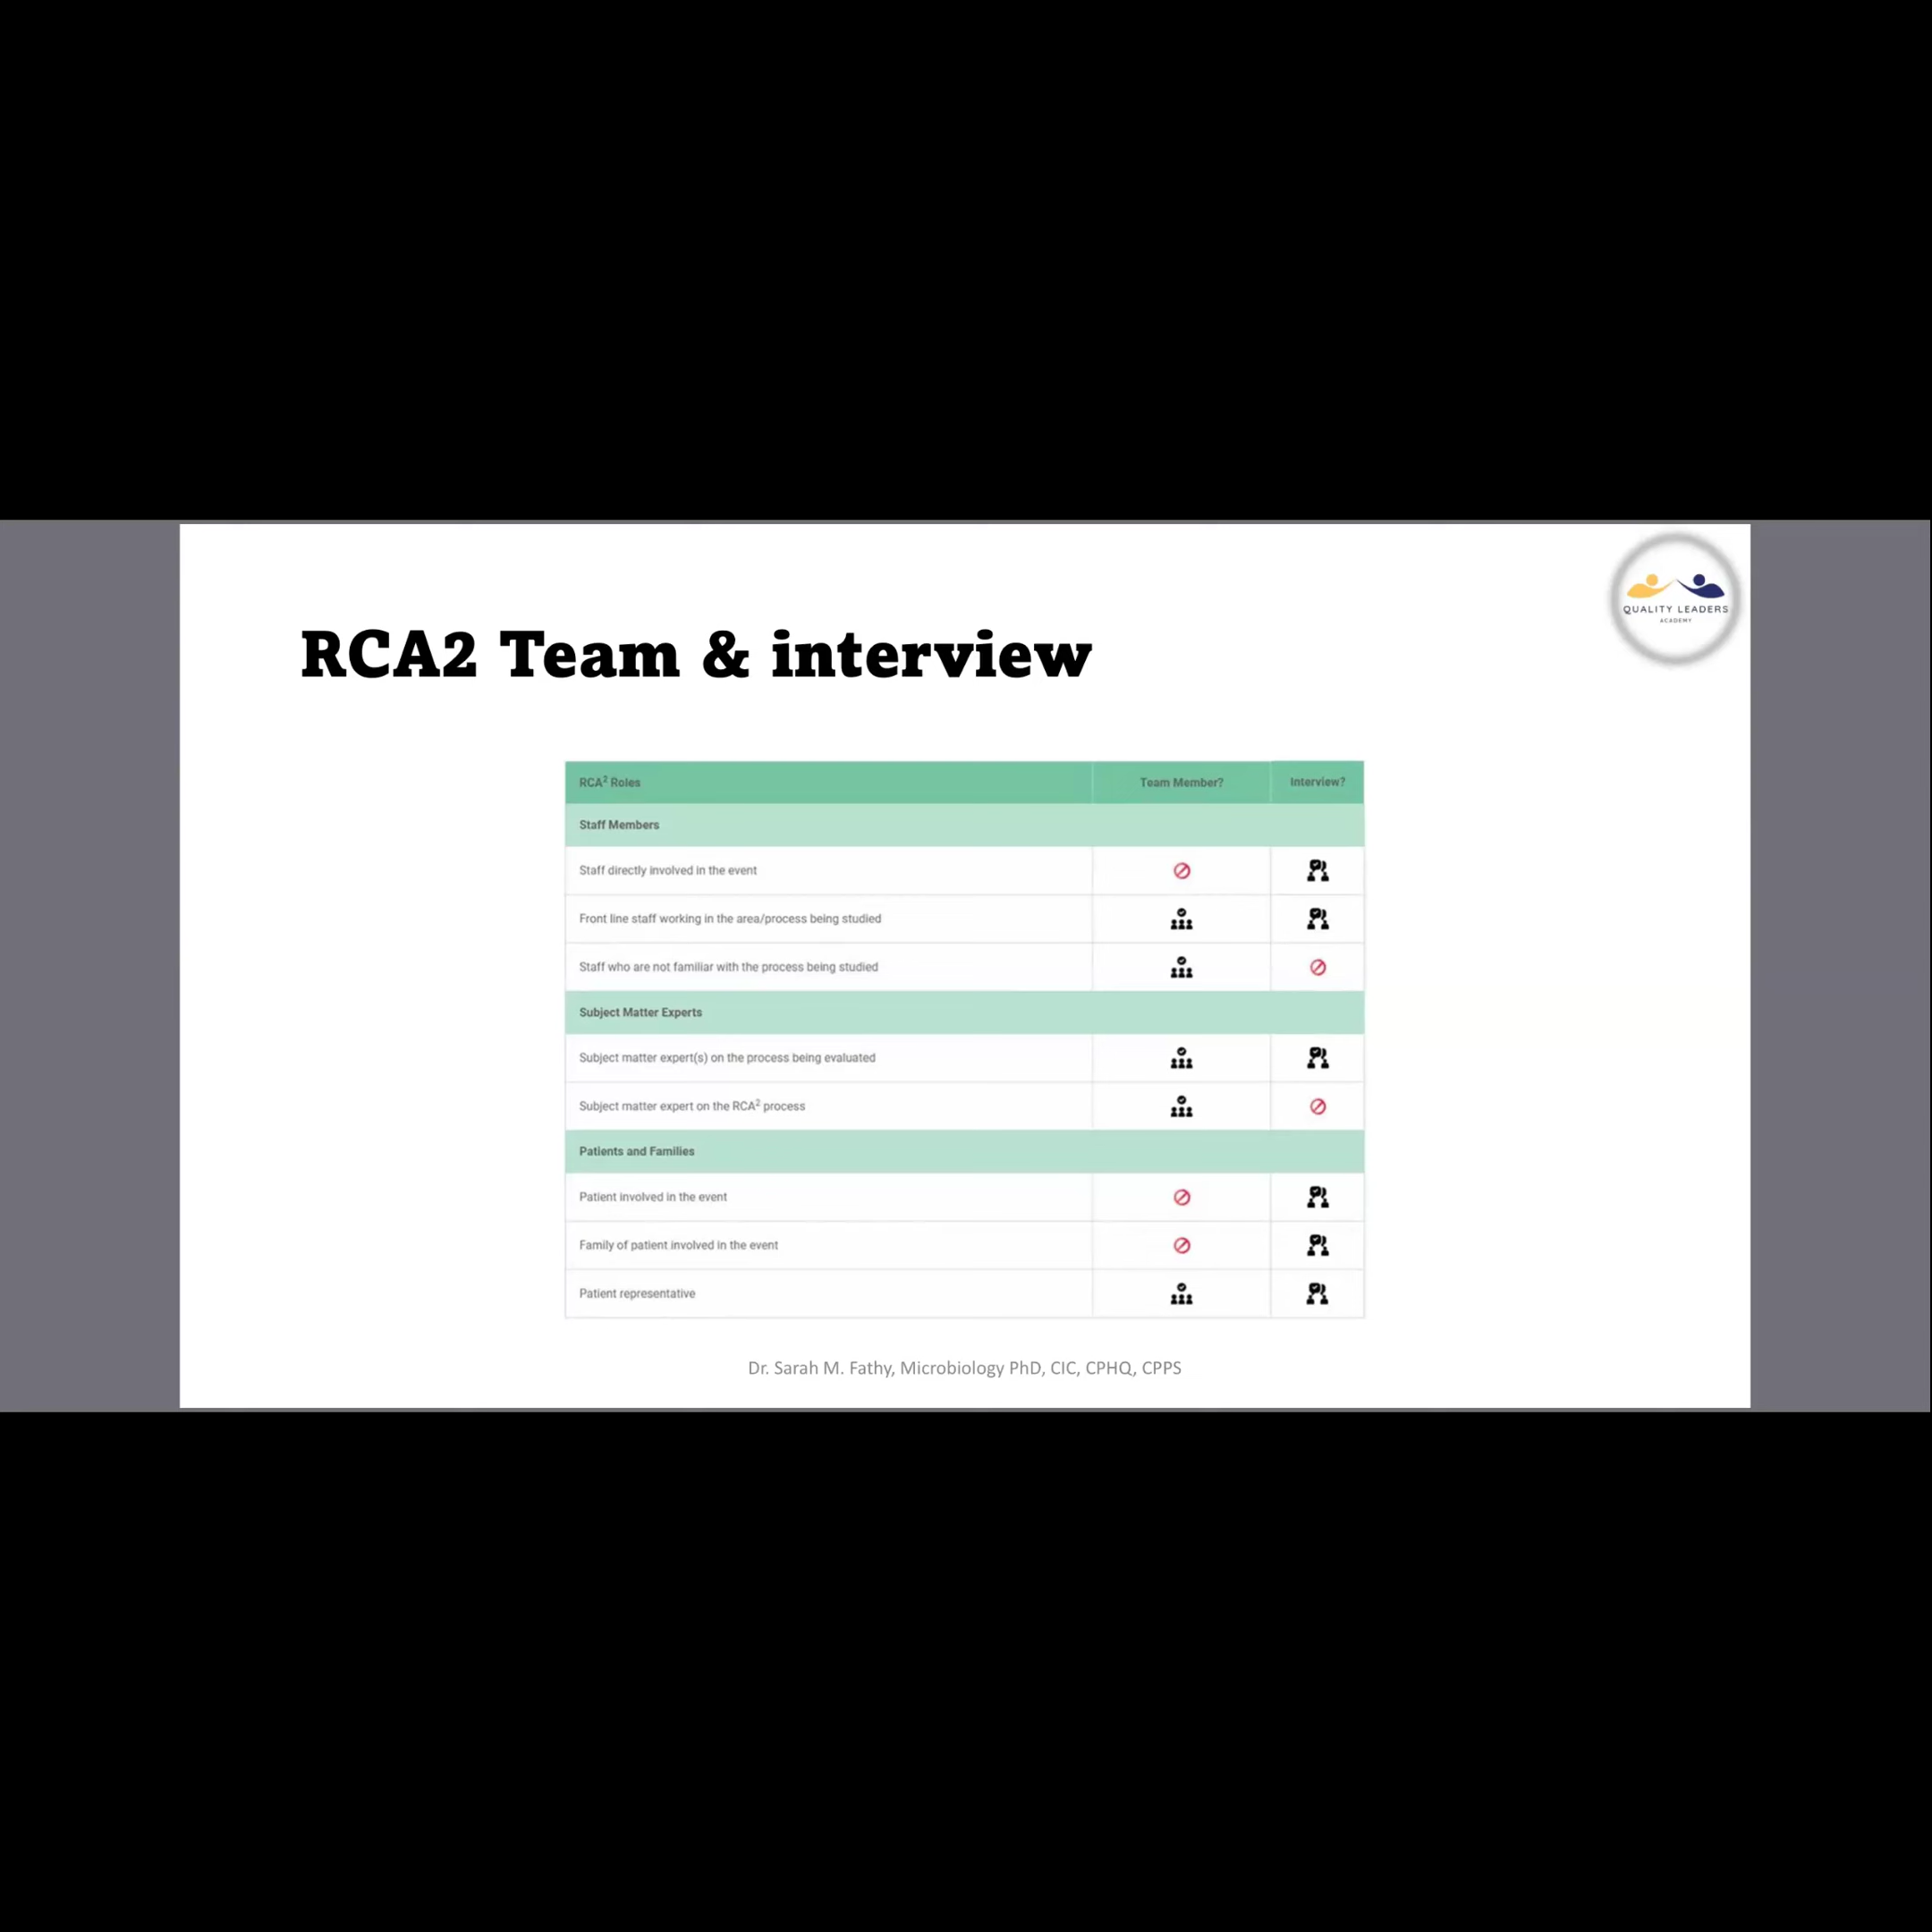 QUALITY LEADERS
ACADEMY
RCA2 Team & interview
RCA² Roles Team Member? Interview?
Staff Members
Staff directly involved in the event
Front line staff working in the area/process being studied
Staff who are not familiar with the process being studied
Subject Matter Experts
Subject matter expert(s) on the process being evaluated
Subject matter expert on the RCA² process
Patients and Families
Patient involved in the event
Family of patient involved in the event
Patient representative
Dr. Sarah M. Fathy, Microbiology PhD, CIC, CPHQ, CPPS